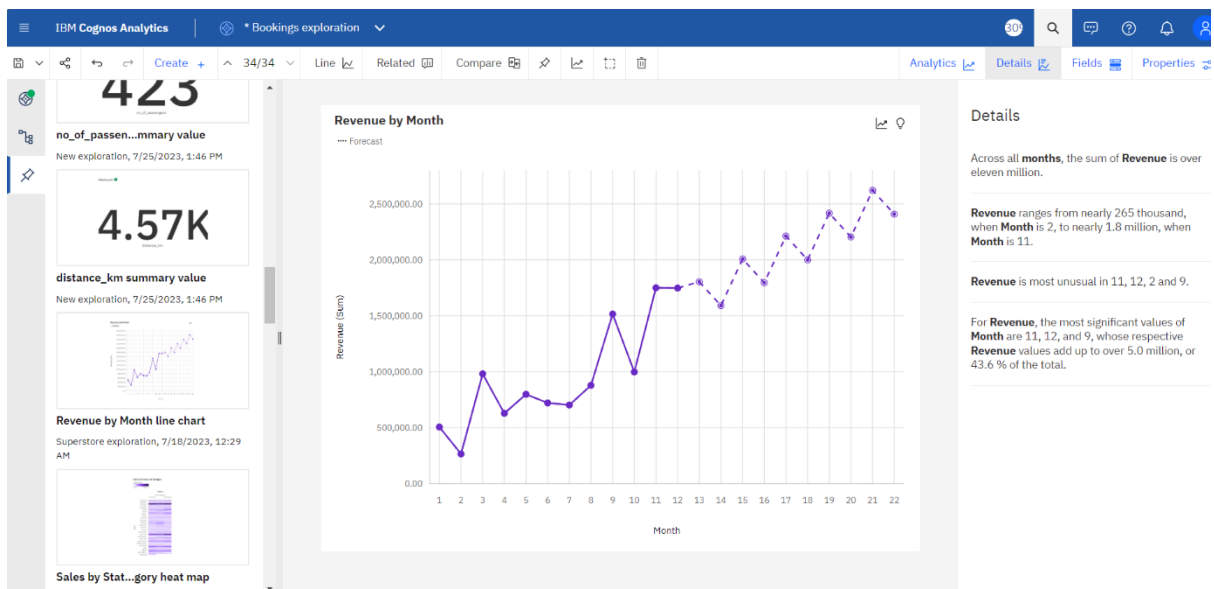 IBM Cognos Analytics
* Bookings exploration
30
Create +
34/34
Line
Related
Compare
Analytics
Details
Fields
Properties
423
no_of_passengers
no_of_passen...mmary value
New exploration, 7/25/2023, 1:46 PM
4.57K
distance_km
distance_km summary value
New exploration, 7/25/2023, 1:46 PM
Revenue by Month line chart
Superstore exploration, 7/18/2023, 12:29
AM
Sales by Stat...gory heat map
Revenue by Month
Forecast
Revenue (Sum)
2,500,000.00
2,000,000.00
1,500,000.00
1,000,000.00
500,000.00
0.00
1 2 3 4 5 6 7 8 9 10 11 12 13 14 15 16 17 18 19 20 21 22
Month
Details
Across all months, the sum of Revenue is over
eleven million.
Revenue ranges from nearly 265 thousand,
when Month is 2, to nearly 1.8 million, when
Month is 11.
Revenue is most unusual in 11, 12, 2 and 9.
For Revenue, the most significant values of
Month are 11, 12, and 9, whose respective
Revenue values add up to over 5.0 million, or
43.6 % of the total.